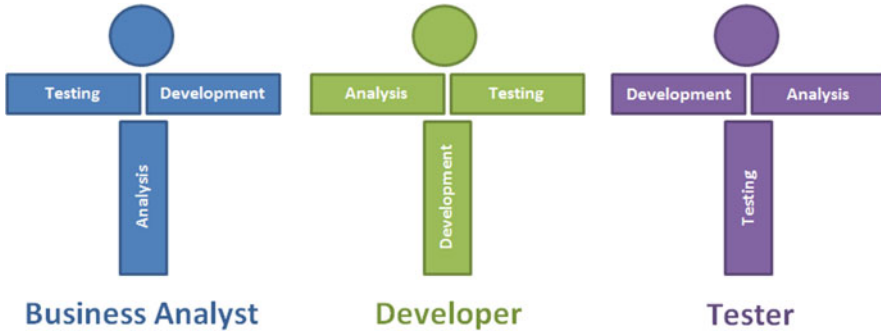 Testing Development
Analysis
Business Analyst
Analysis Testing
Development
Developer
Development Analysis
Testing
Tester